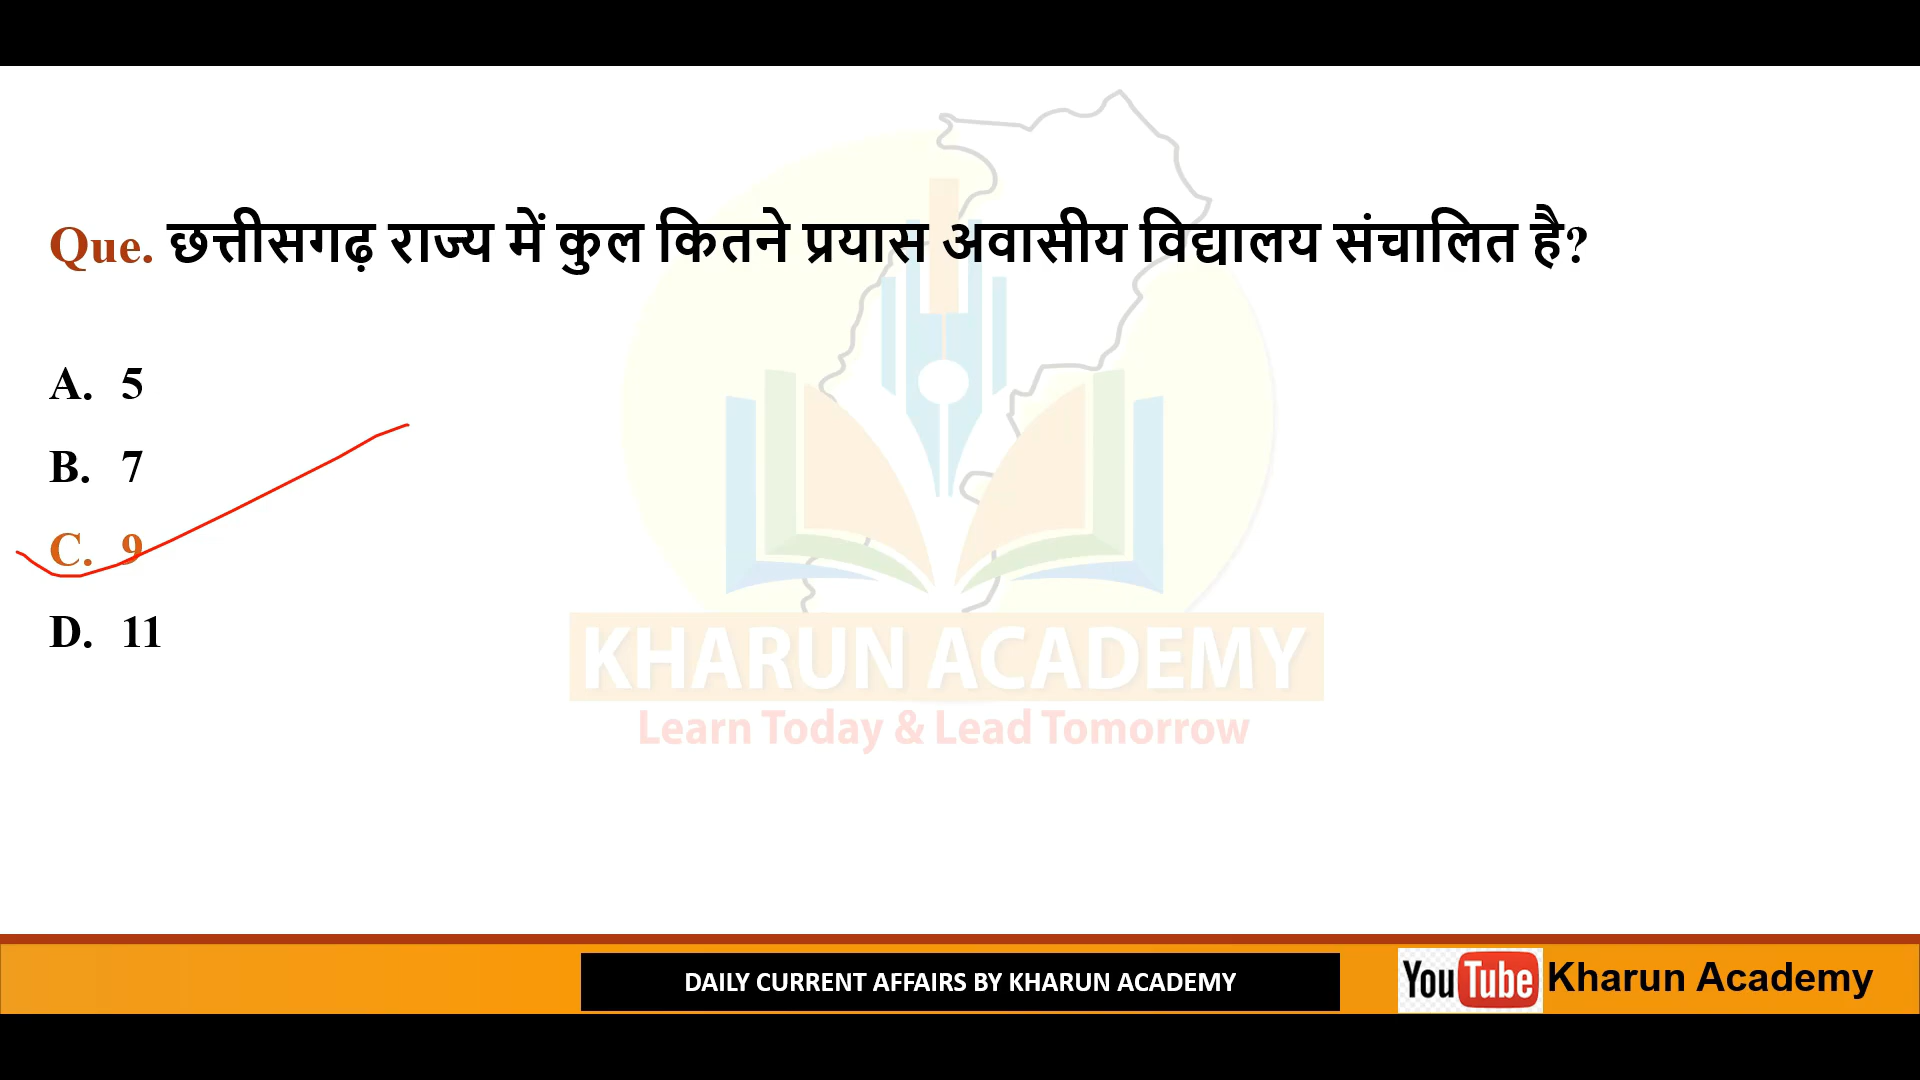 Que. छत्तीसगढ़ राज्य में कुल कितने प्रयास अवासीय विद्यालय संचालित है?
A. 5
B. 7
C. 9
D. 11
KHARUN ACADEMY
Learn Today & Lead Tomorrow
DAILY CURRENT AFFAIRS BY KHARUN ACADEMY
YouTube Kharun Academy